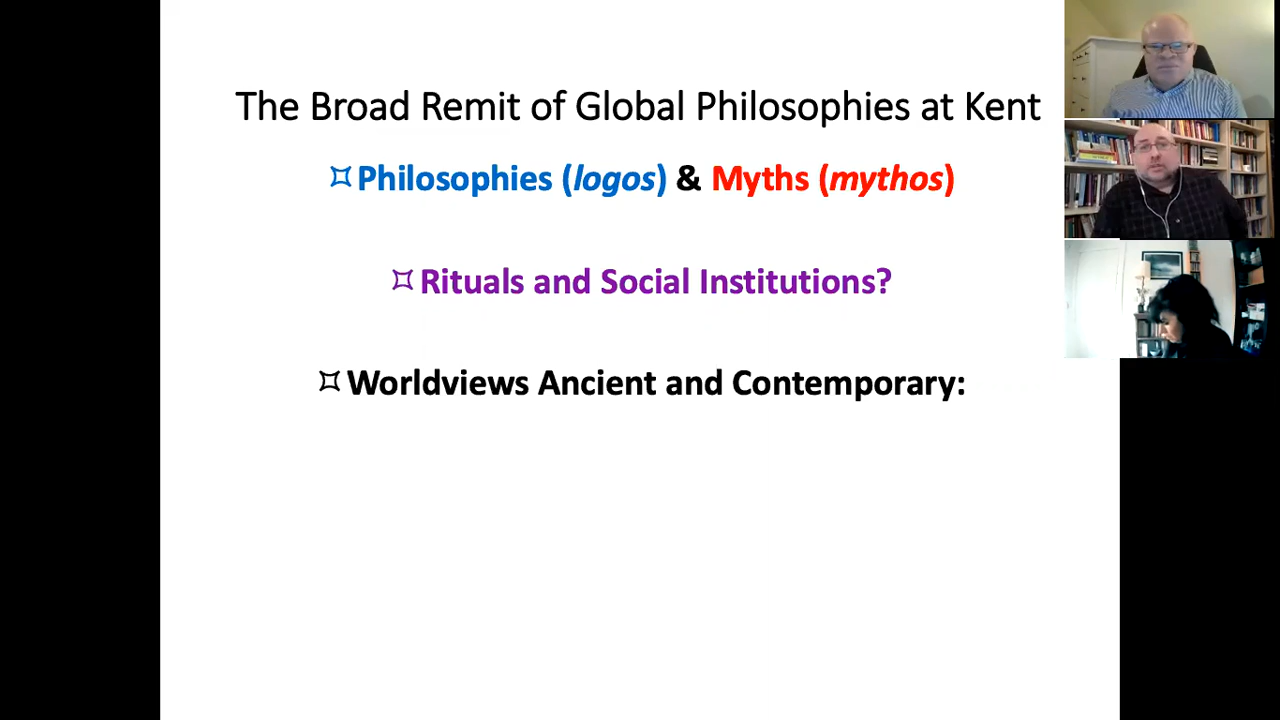 The Broad Remit of Global Philosophies at Kent
Philosophies (logos) & Myths (mythos)
Rituals and Social Institutions?
Worldviews Ancient and Contemporary: